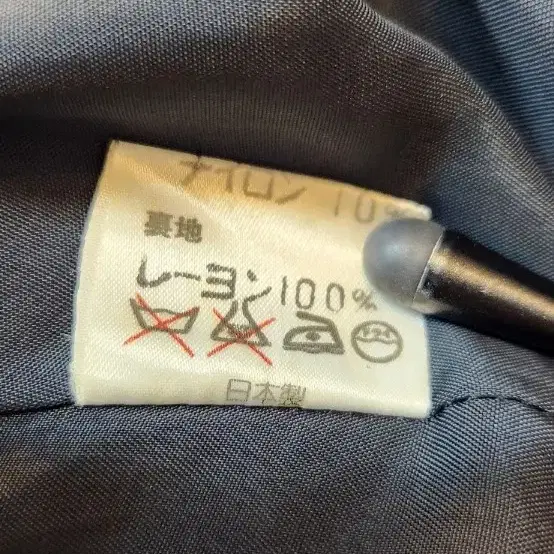 ナイロン 10%
裏地
レーヨン100%
日本製